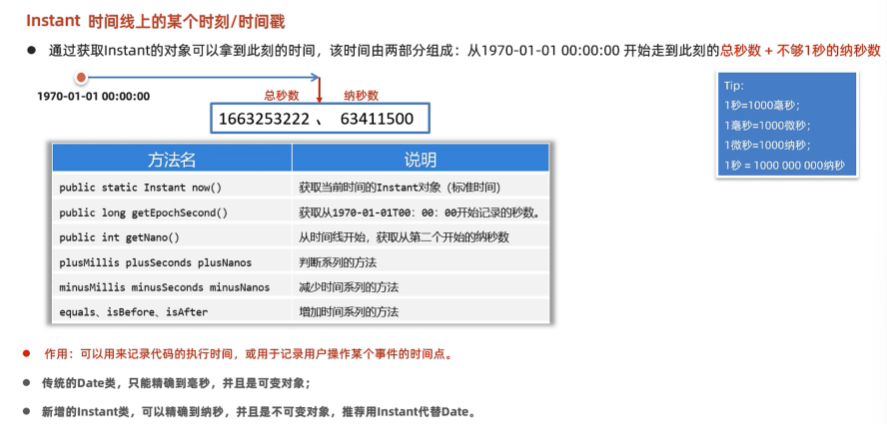 Instant 时间线上的某个时刻/时间戳
● 通过获取Instant的对象可以拿到此刻的时间，该时间由两部分组成：从1970-01-01 00:00:00 开始走到此刻的总秒数 + 不够1秒的纳秒数
1970-01-01 00:00:00
总秒数 纳秒数
1663253222 、 63411500
Tip:
1秒=1000毫秒；
1毫秒=1000微秒；
1微秒=1000纳秒；
1秒 = 1000 000 000纳秒
方法名 说明
public static Instant now() 获取当前时间的Instant对象（标准时间）
public long getEpochSecond() 获取从1970-01-01T00：00：00开始记录的秒数。
public int getNano() 从时间线开始，获取从第二个开始的纳秒数
plusMillis plusSeconds plusNanos 判断系列的方法
minusMillis minusSeconds minusNanos 减少时间系列的方法
equals、isBefore、isAfter 增加时间系列的方法
● 作用：可以用来记录代码的执行时间，或用于记录用户操作某个事件的时间点。
● 传统的Date类，只能精确到毫秒，并且是可变对象；
● 新增的Instant类，可以精确到纳秒，并且是不可变对象，推荐用Instant代替Date。